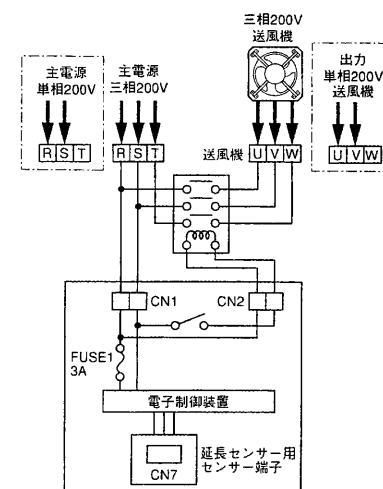 三相200V
送風機
主電源
単相200V
主電源
三相200V
出力
単相200V
送風機
R S T
R S T
送風機
U V W
U V W
CN1
CN2
FUSE1
3A
電子制御装置
CN7
延長センサー用
センサー端子